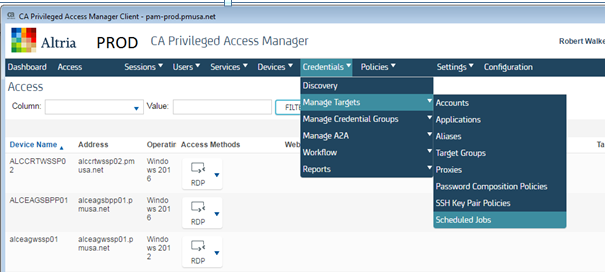 CA Privileged Access Manager Client - pam-prod.pmusa.net
Altria PROD CA Privileged Access Manager
Robert Walke
Dashboard Access Sessions Users Services Devices Credentials Policies Settings Configuration
Access
Column: Value: FILTE
Discovery
Manage Targets
Manage Credential Groups
Manage A2A
Workflow
Reports
Accounts
Applications
Aliases
Target Groups
Proxies
Password Composition Policies
SSH Key Pair Policies
Scheduled Jobs
Device Name Address Operatir Access Methods Web Ta
ALCCRTWSSP0 alccrtwssp02.pm Windo
2 usa.net ws 201
6
RDP
ALCEAGSBPP01 alceagsbpp01.p Windo
musa.net ws 201
6
RDP
alceagwssp01 alceagwssp01.p Windo
musa.net ws 201
2
RDP